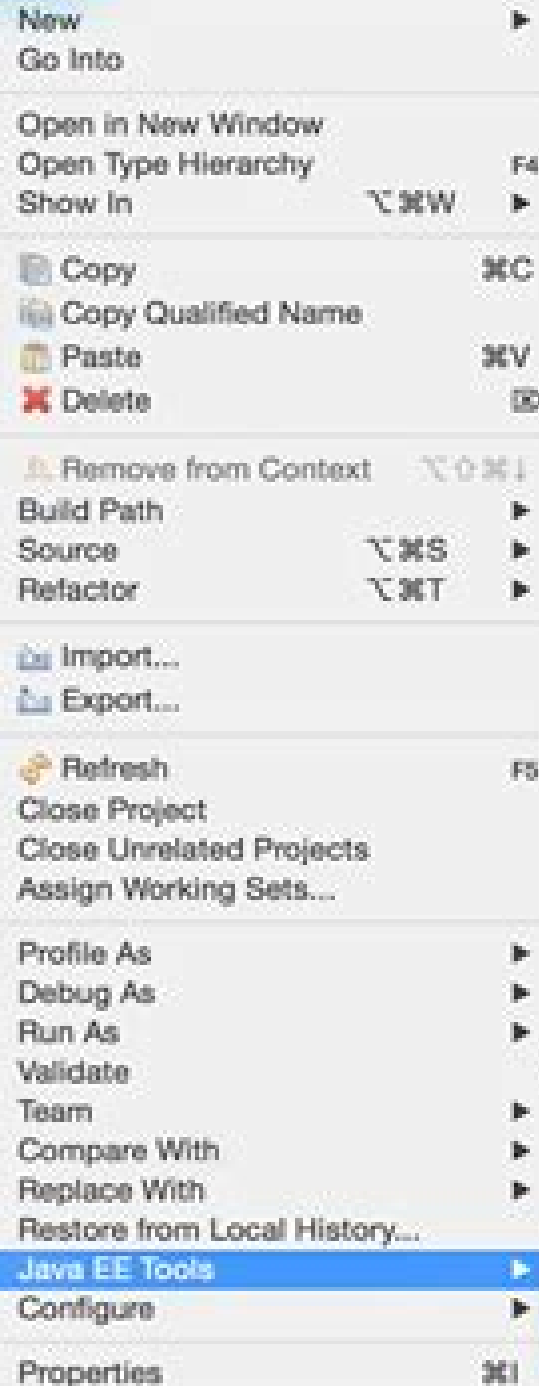 New ▶
Go Into
Open in New Window
Open Type Hierarchy F4
Show In ⌥⌘W ▶
Copy ⌘C
Copy Qualified Name
Paste ⌘V
Delete ⌦
Remove from Context ⌥⇧⌘↓
Build Path ▶
Source ⌥⌘S ▶
Refactor ⌥⌘T ▶
Import...
Export...
Refresh F5
Close Project
Close Unrelated Projects
Assign Working Sets...
Profile As ▶
Debug As ▶
Run As ▶
Validate
Team ▶
Compare With ▶
Replace With ▶
Restore from Local History...
Java EE Tools ▶
Configure ▶
Properties ⌘I